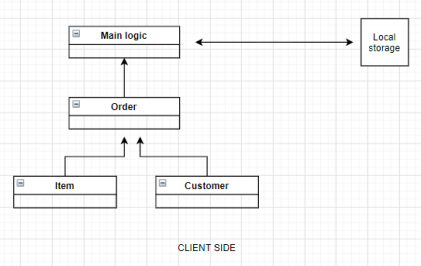 Main logic
Local
storage
Order
Item
Customer
CLIENT SIDE